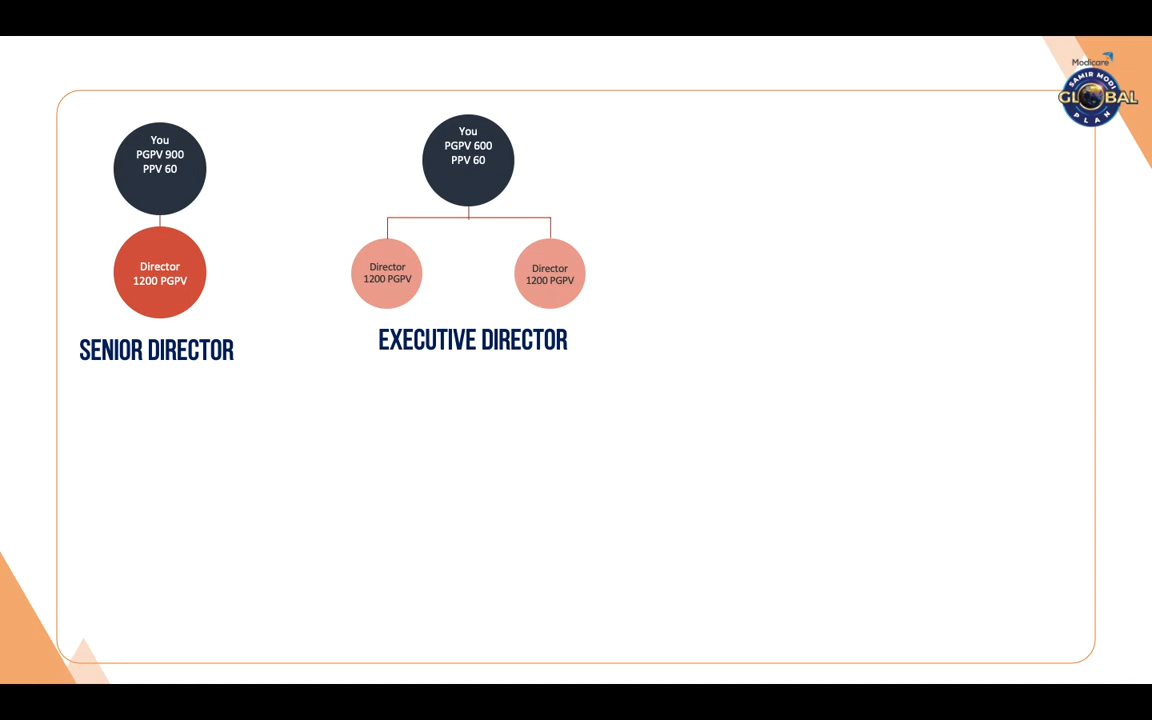 Modicare
SAMIR MODI
GLOBAL
PLAN
You
PGPV 900
PPV 60
Director
1200 PGPV
SENIOR DIRECTOR
You
PGPV 600
PPV 60
Director
1200 PGPV
Director
1200 PGPV
EXECUTIVE DIRECTOR